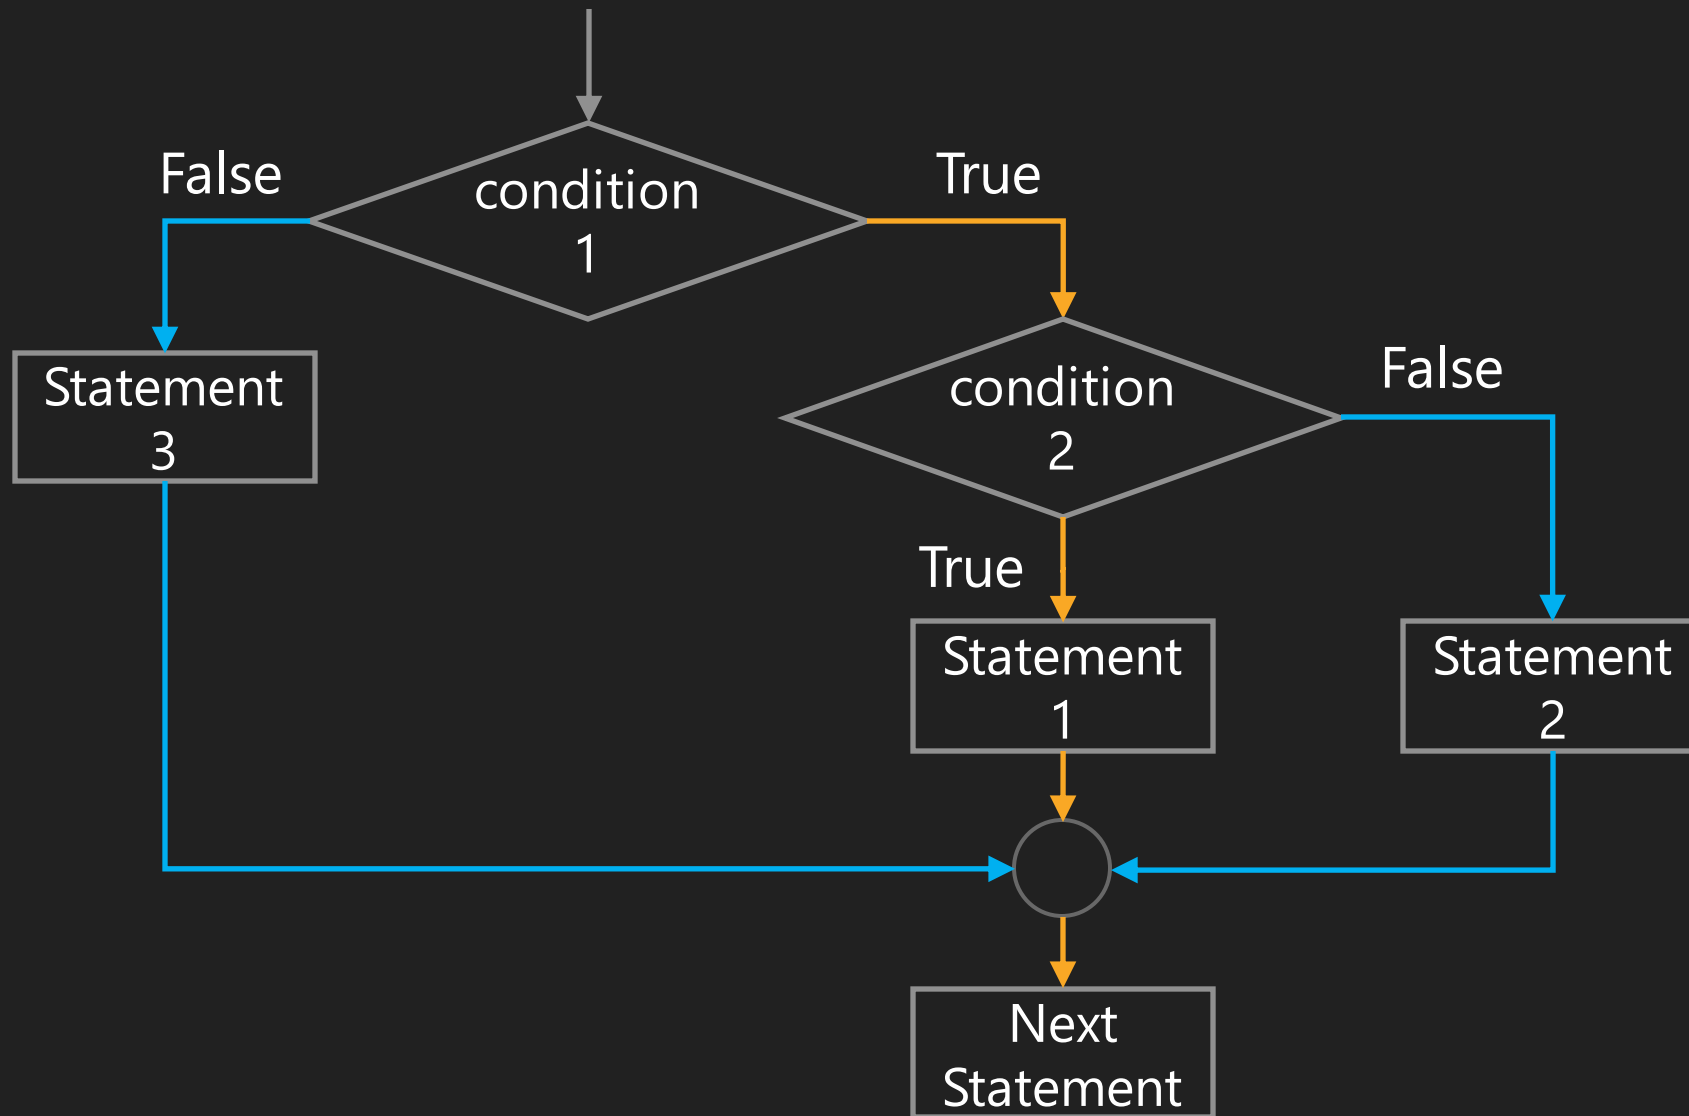 False
condition
1
True
Statement
3
condition
2
False
True
Statement
1
Statement
2
Next
Statement